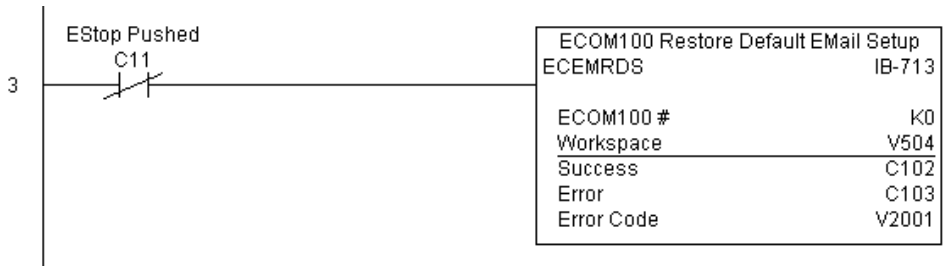 EStop Pushed
C11
3
ECOM100 Restore Default EMail Setup
ECEMRDS IB-713
ECOM100 # K0
Workspace V504
Success C102
Error C103
Error Code V2001